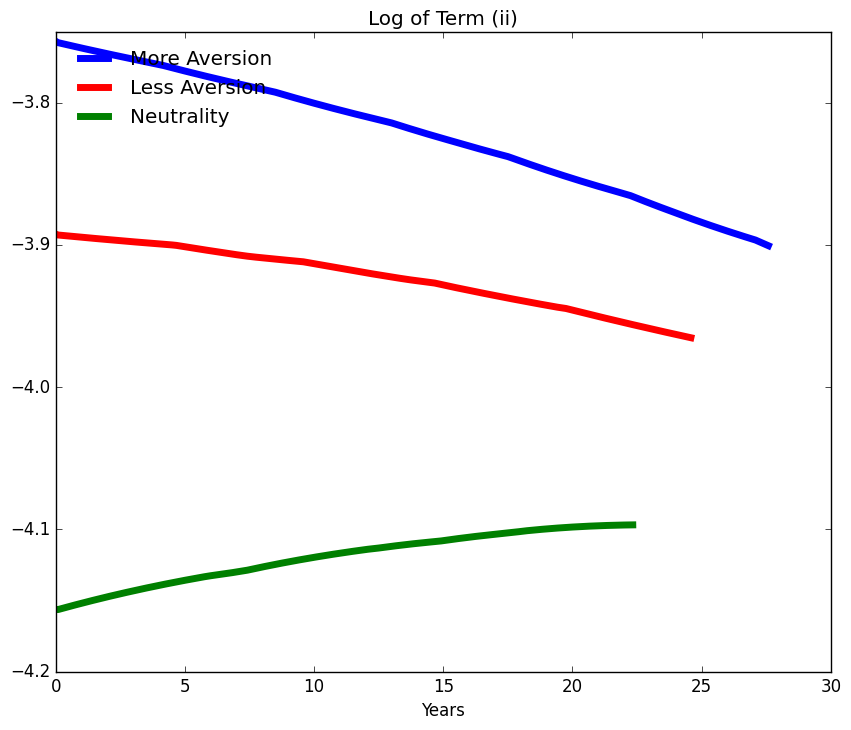 Log of Term (ii)
More Aversion
Less Aversion
Neutrality
−3.8
−3.9
−4.0
−4.1
−4.2
0 5 10 15 20 25 30
Years